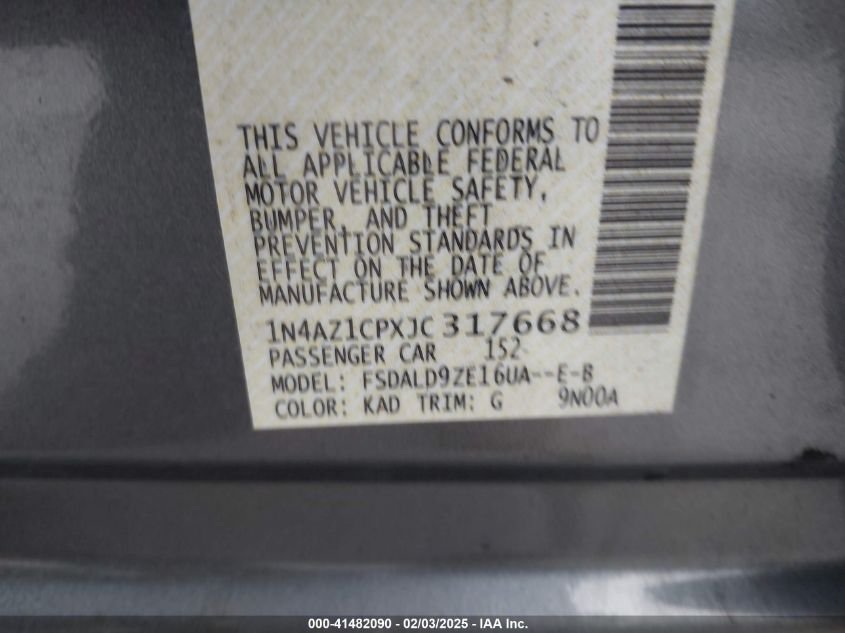 THIS VEHICLE CONFORMS TO
ALL APPLICABLE FEDERAL
MOTOR VEHICLE SAFETY,
BUMPER, AND THEFT
PREVENTION STANDARDS IN
EFFECT ON THE DATE OF
MANUFACTURE SHOWN ABOVE.
1N4AZ1CPXJC317668
PASSENGER CAR 152-
MODEL: FSDALD9ZE16UA--E-B
COLOR: KAD TRIM: G 9N00A
000-41482090 - 02/03/2025 - IAA Inc.